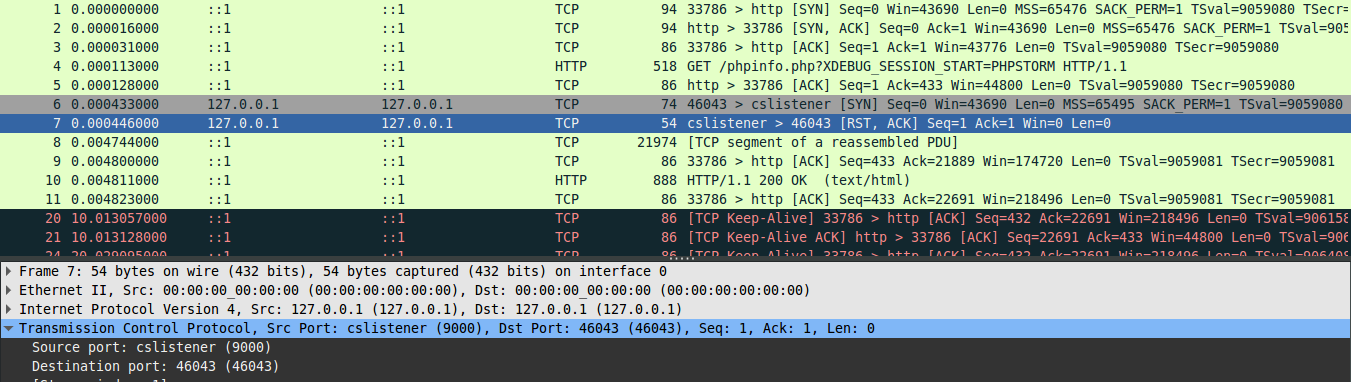 1 0.000000000 ::1 ::1 TCP 94 33786 > http [SYN] Seq=0 Win=43690 Len=0 MSS=65476 SACK_PERM=1 TSval=9059080 TSecr=
2 0.000016000 ::1 ::1 TCP 94 http > 33786 [SYN, ACK] Seq=0 Ack=1 Win=43690 Len=0 MSS=65476 SACK_PERM=1 TSval=905
3 0.000031000 ::1 ::1 TCP 86 33786 > http [ACK] Seq=1 Ack=1 Win=43776 Len=0 TSval=9059080 TSecr=9059080
4 0.000113000 ::1 ::1 HTTP 518 GET /phpinfo.php?XDEBUG_SESSION_START=PHPSTORM HTTP/1.1
5 0.000128000 ::1 ::1 TCP 86 http > 33786 [ACK] Seq=1 Ack=433 Win=44800 Len=0 TSval=9059080 TSecr=9059080
6 0.000433000 127.0.0.1 127.0.0.1 TCP 74 46043 > cslistener [SYN] Seq=0 Win=43690 Len=0 MSS=65495 SACK_PERM=1 TSval=9059080
7 0.000446000 127.0.0.1 127.0.0.1 TCP 54 cslistener > 46043 [RST, ACK] Seq=1 Ack=1 Win=0 Len=0
8 0.004744000 ::1 ::1 TCP 21974 [TCP segment of a reassembled PDU]
9 0.004800000 ::1 ::1 TCP 86 33786 > http [ACK] Seq=433 Ack=21889 Win=174720 Len=0 TSval=9059081 TSecr=9059081
10 0.004811000 ::1 ::1 HTTP 888 HTTP/1.1 200 OK (text/html)
11 0.004823000 ::1 ::1 TCP 86 33786 > http [ACK] Seq=433 Ack=22691 Win=218496 Len=0 TSval=9059081 TSecr=9059081
20 10.013057000 ::1 ::1 TCP 86 [TCP Keep-Alive] 33786 > http [ACK] Seq=432 Ack=22691 Win=218496 Len=0 TSval=906158
21 10.013128000 ::1 ::1 TCP 86 [TCP Keep-Alive ACK] http > 33786 [ACK] Seq=22691 Ack=433 Win=44800 Len=0 TSval=906
Frame 7: 54 bytes on wire (432 bits), 54 bytes captured (432 bits) on interface 0
Ethernet II, Src: 00:00:00_00:00:00 (00:00:00:00:00:00), Dst: 00:00:00_00:00:00 (00:00:00:00:00:00)
Internet Protocol Version 4, Src: 127.0.0.1 (127.0.0.1), Dst: 127.0.0.1 (127.0.0.1)
Transmission Control Protocol, Src Port: cslistener (9000), Dst Port: 46043 (46043), Seq: 1, Ack: 1, Len: 0
Source port: cslistener (9000)
Destination port: 46043 (46043)